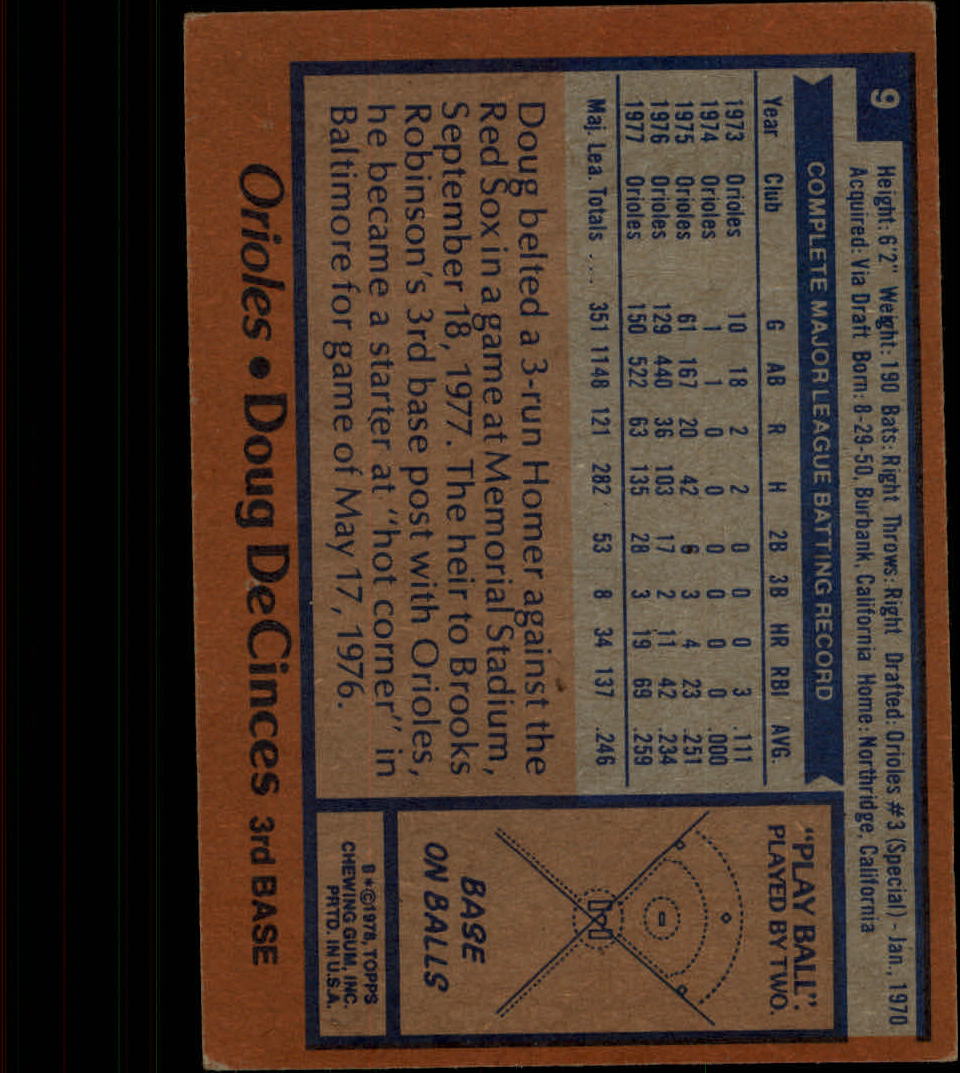 9
Height: 6'2" Weight: 190 Bats: Right Throws: Right Drafted: Orioles #3 (Special) - Jan., 1970
Acquired: Via Draft Born: 8-29-50, Burbank, California Home: Northridge, California
COMPLETE MAJOR LEAGUE BATTING RECORD
Year Club G AB R H 2B 3B HR RBI AVG.
1973 Orioles 10 18 2 2 0 0 0 3 .111
1974 Orioles 1 1 0 0 0 0 0 0 .000
1975 Orioles 61 167 20 42 6 3 4 23 .251
1976 Orioles 129 440 36 103 17 2 11 42 .234
1977 Orioles 150 522 63 135 28 3 19 69 .259
Maj. Lea. Totals .... 351 1148 121 282 53 8 34 137 .246
Doug belted a 3-run Homer against the
Red Sox in a game at Memorial Stadium,
September 18, 1977. The heir to Brooks
Robinson's 3rd base post with Orioles,
he became a starter at "hot corner" in
Baltimore for game of May 17, 1976.
"PLAY BALL"
PLAYED BY TWO.
BASE
ON BALLS
B*©1978, TOPPS
CHEWING GUM, INC.
PRTD. IN U.S.A.
Orioles • Doug DeCinces 3rd BASE